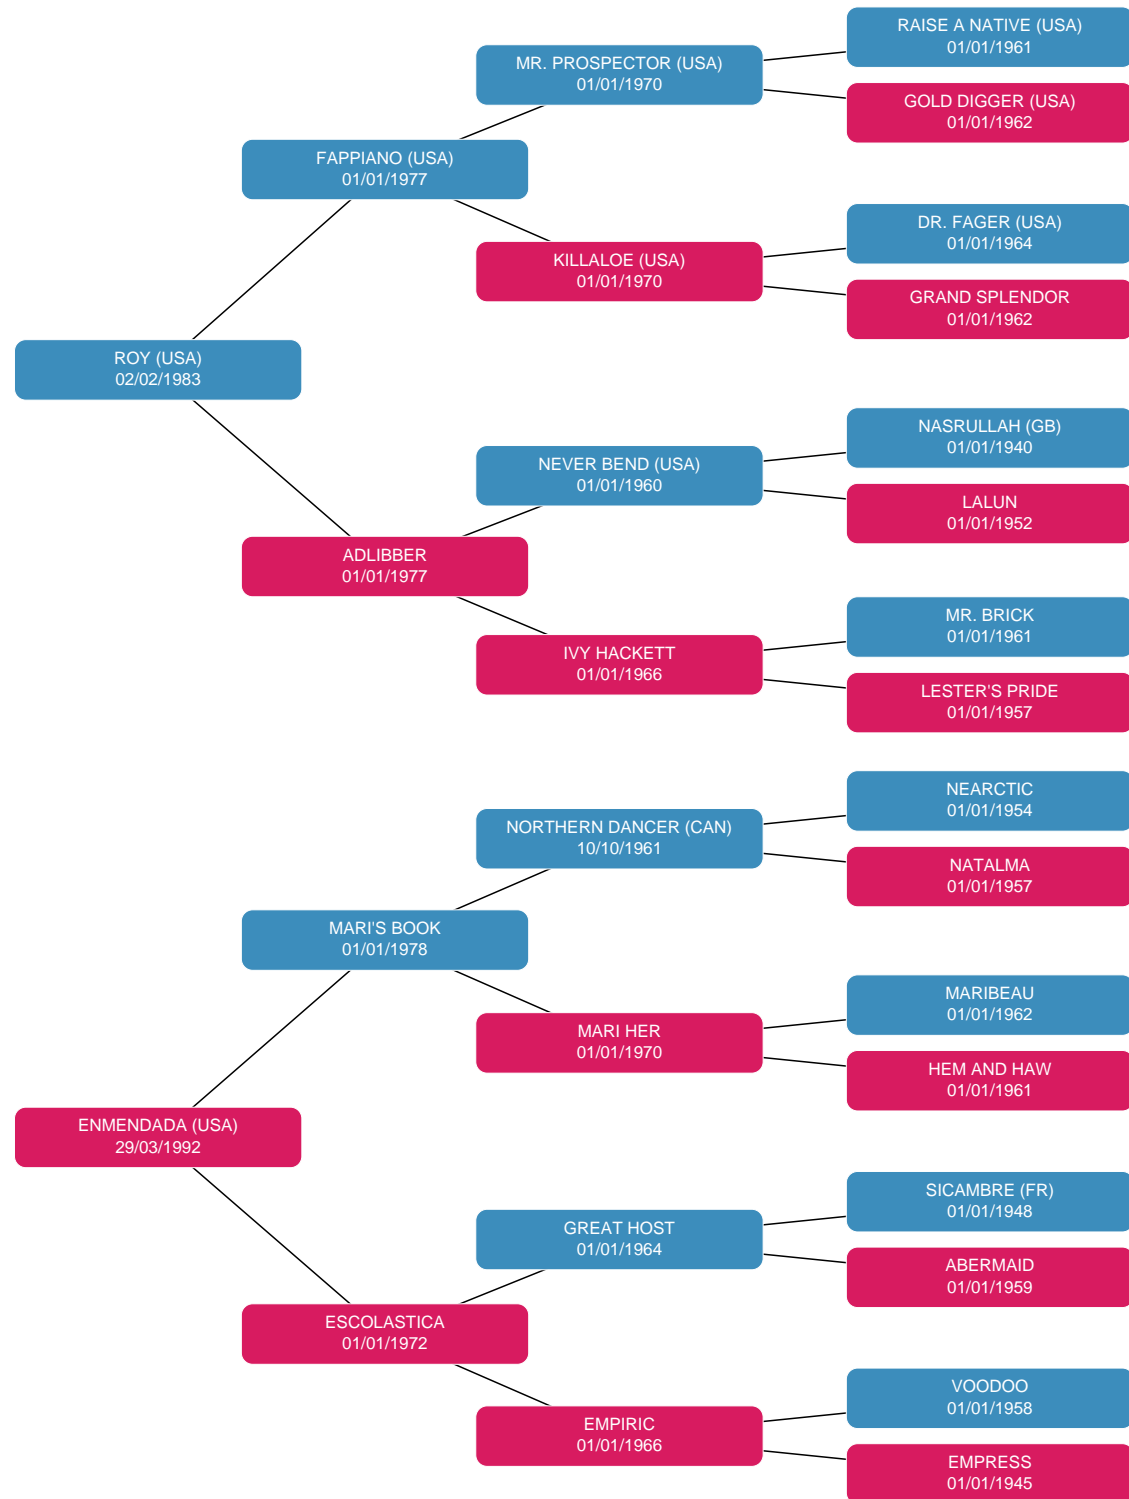 RAISE A NATIVE (USA)
01/01/1961
MR. PROSPECTOR (USA)
01/01/1970
GOLD DIGGER (USA)
01/01/1962
FAPPIANO (USA)
01/01/1977
DR. FAGER (USA)
01/01/1964
KILLALOE (USA)
01/01/1970
GRAND SPLENDOR
01/01/1962
ROY (USA)
02/02/1983
NASRULLAH (GB)
01/01/1940
NEVER BEND (USA)
01/01/1960
LALUN
01/01/1952
ADLIBBER
01/01/1977
MR. BRICK
01/01/1961
IVY HACKETT
01/01/1966
LESTER'S PRIDE
01/01/1957
NEARCTIC
01/01/1954
NORTHERN DANCER (CAN)
10/10/1961
NATALMA
01/01/1957
MARI'S BOOK
01/01/1978
MARIBEAU
01/01/1962
MARI HER
01/01/1970
HEM AND HAW
01/01/1961
ENMENDADA (USA)
29/03/1992
SICAMBRE (FR)
01/01/1948
GREAT HOST
01/01/1964
ABERMAID
01/01/1959
ESCOLASTICA
01/01/1972
VOODOO
01/01/1958
EMPIRIC
01/01/1966
EMPRESS
01/01/1945